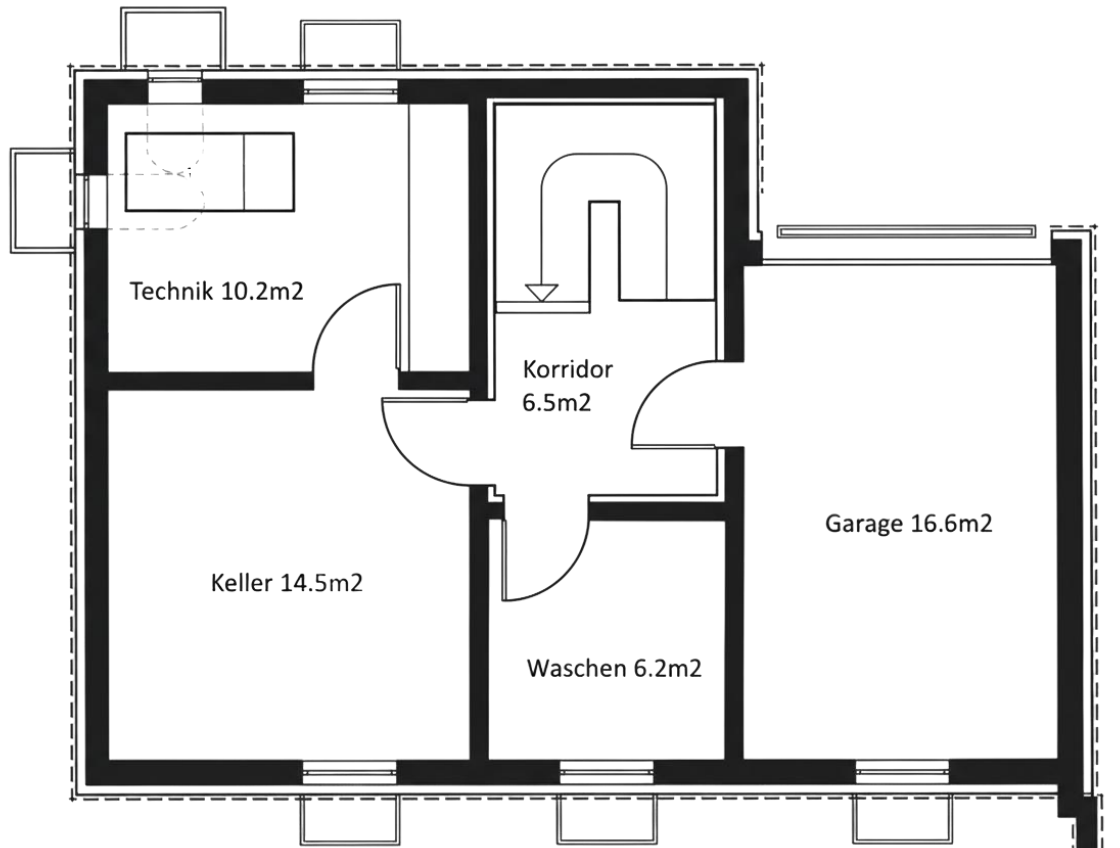 Technik 10.2m2
Korridor
6.5m2
Garage 16.6m2
Keller 14.5m2
Waschen 6.2m2